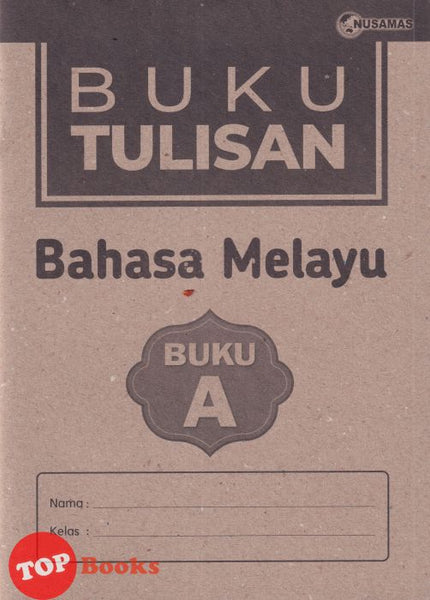 NUSAMAS
BUKU
TULISAN
Bahasa Melayu
BUKU
A
Nama :
Kelas :
TOP Books